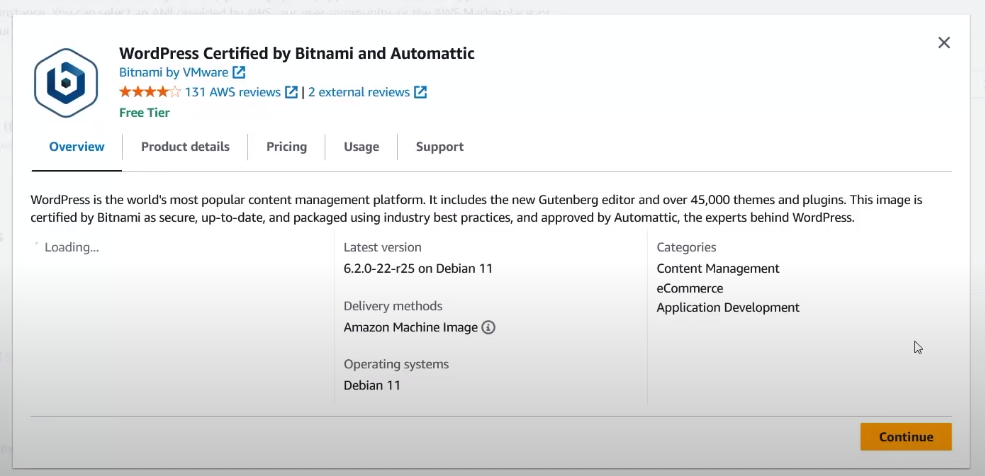 WordPress Certified by Bitnami and Automattic
Bitnami by VMware
131 AWS reviews | 2 external reviews
Free Tier
Overview
Product details
Pricing
Usage
Support
WordPress is the world's most popular content management platform. It includes the new Gutenberg editor and over 45,000 themes and plugins. This image is
certified by Bitnami as secure, up-to-date, and packaged using industry best practices, and approved by Automattic, the experts behind WordPress.
Loading...
Latest version
6.2.0-22-r25 on Debian 11
Delivery methods
Amazon Machine Image
Operating systems
Debian 11
Categories
Content Management
eCommerce
Application Development
Continue